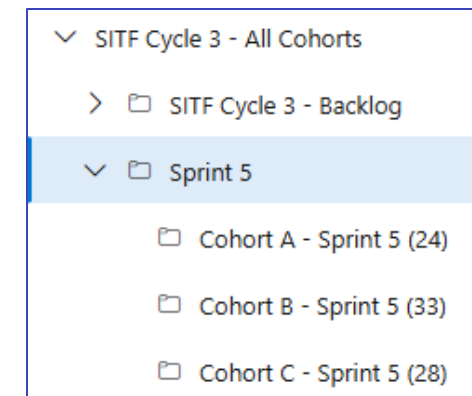 SITF Cycle 3 - All Cohorts
SITF Cycle 3 - Backlog
Sprint 5
Cohort A - Sprint 5 (24)
Cohort B - Sprint 5 (33)
Cohort C - Sprint 5 (28)